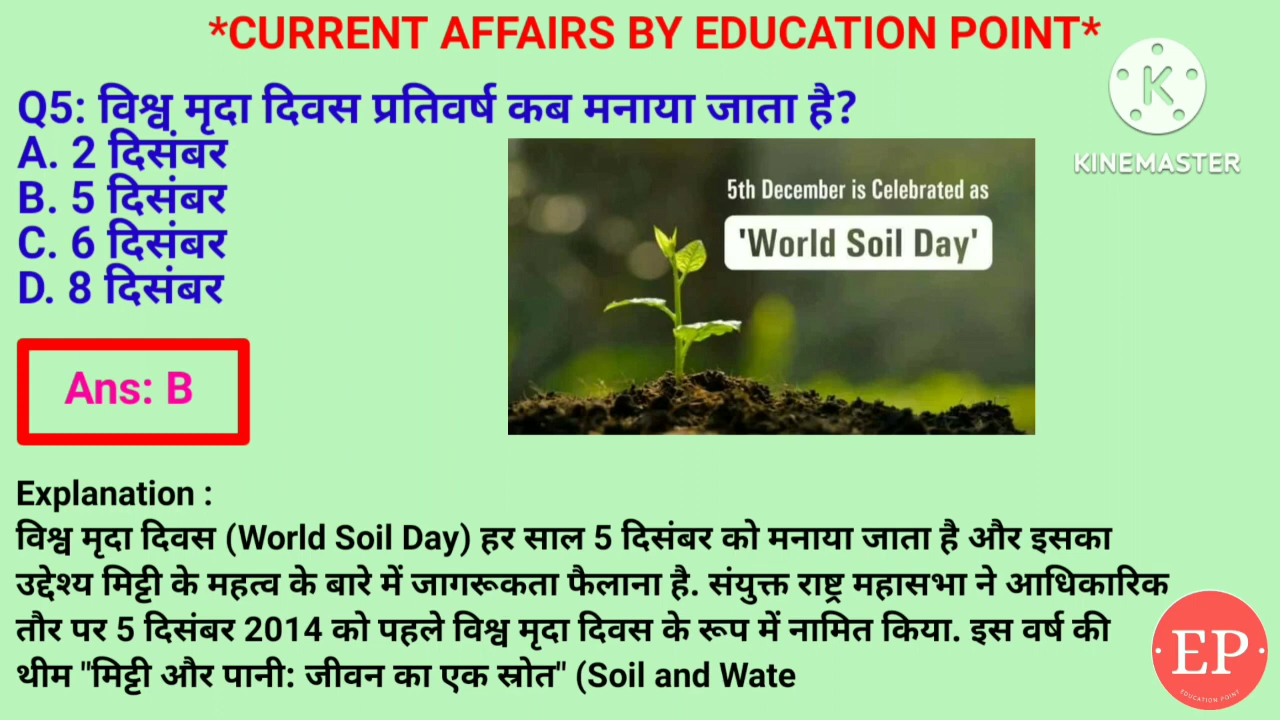 *CURRENT AFFAIRS BY EDUCATION POINT*
Q5: विश्व मृदा दिवस प्रतिवर्ष कब मनाया जाता है?
A. 2 दिसंबर
B. 5 दिसंबर
C. 6 दिसंबर
D. 8 दिसंबर
K
KINEMASTER
5th December is Celebrated as
'World Soil Day'
Ans: B
Explanation :
विश्व मृदा दिवस (World Soil Day) हर साल 5 दिसंबर को मनाया जाता है और इसका
उद्देश्य मिट्टी के महत्व के बारे में जागरूकता फैलाना है. संयुक्त राष्ट्र महासभा ने आधिकारिक
तौर पर 5 दिसंबर 2014 को पहले विश्व मृदा दिवस के रूप में नामित किया. इस वर्ष की
थीम "मिट्टी और पानी: जीवन का एक स्रोत" (Soil and Wate
EP
EDUCATION POINT